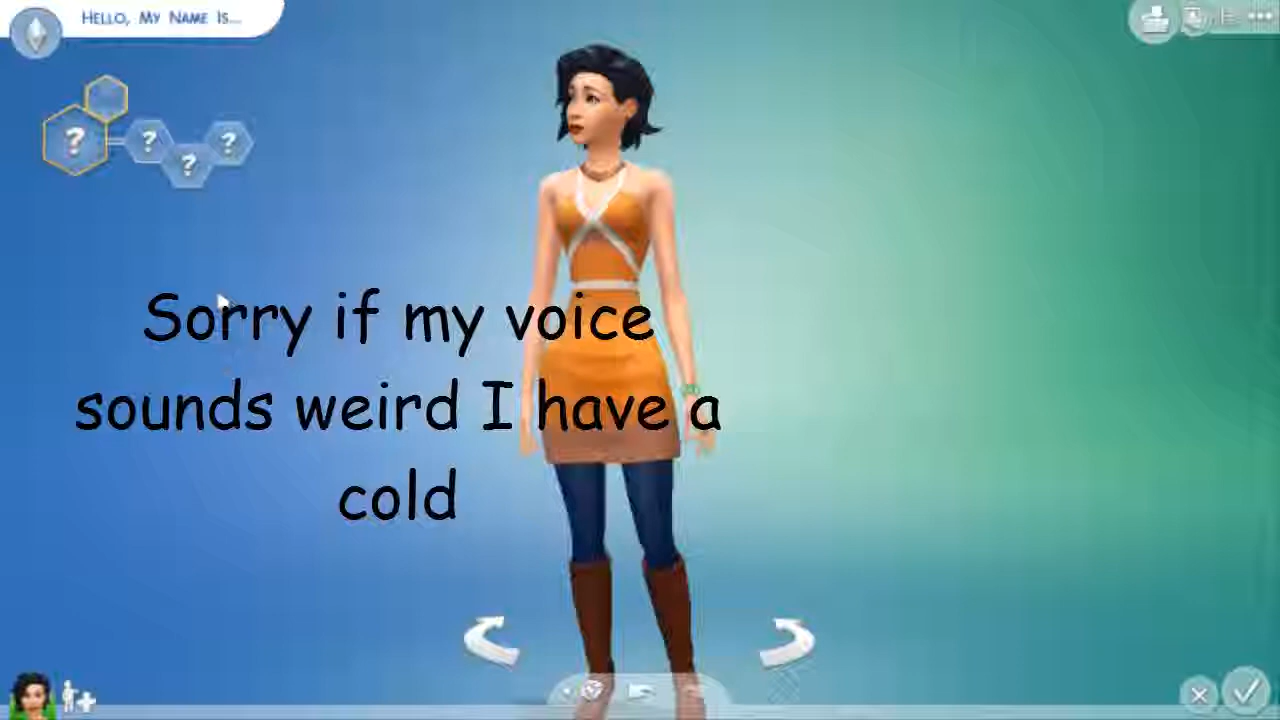 Hello, My Name Is...
?
? ? ?
Sorry if my voice
sounds weird I have a
cold